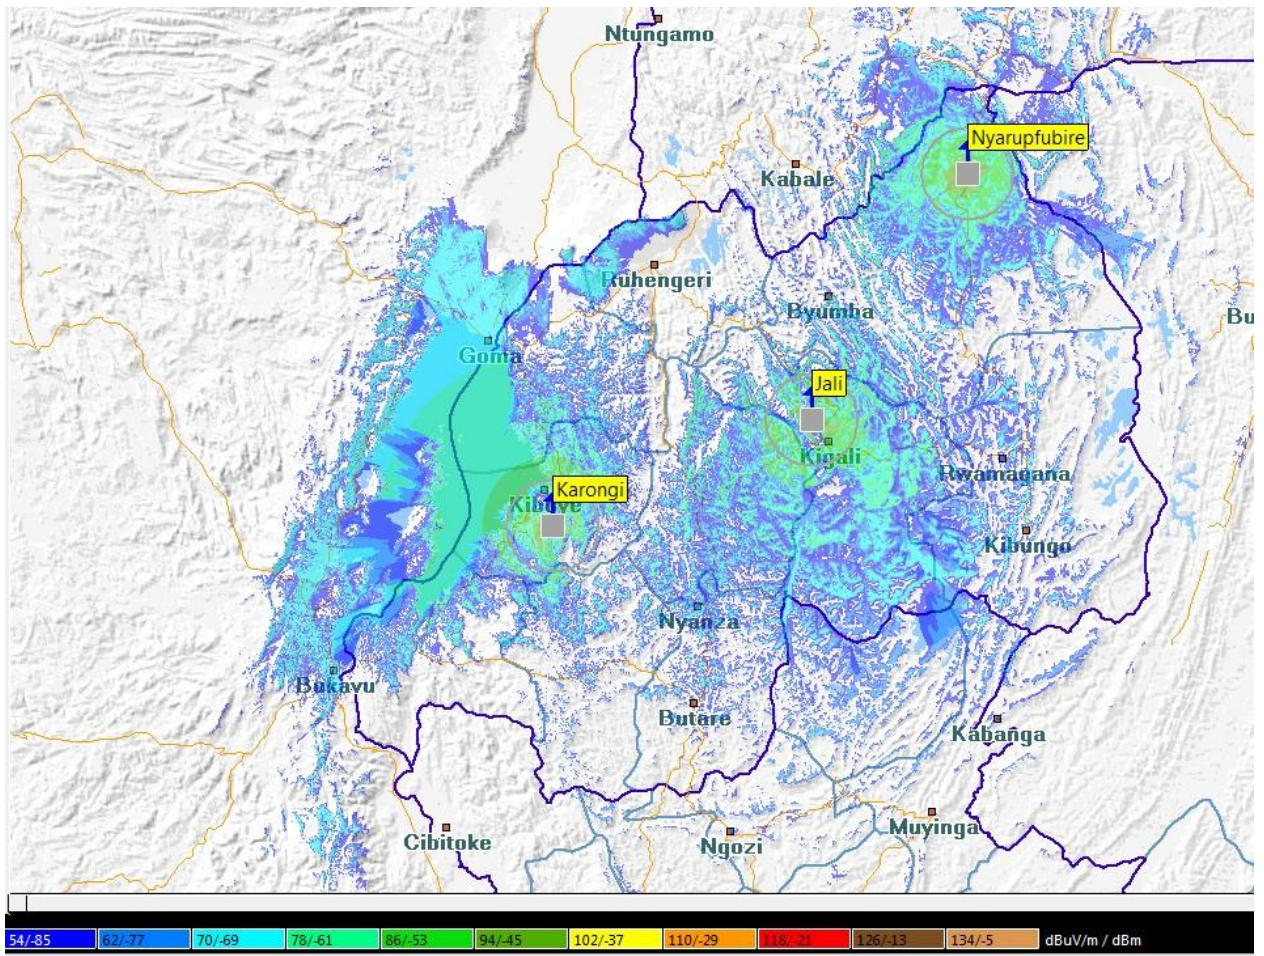 Ntungamo
Nyarupfubire
Kabale
Ruhengeri
Byumba
Bu
Goma
Jali
Kigali
Rwamagana
Karongi
Kibuye
Kibungo
Nyanza
Bukavu
Butare
Kabanga
Muyinga
Cibitoke
Ngozi
54/-85 62/-77 70/-69 78/-61 86/-53 94/-45 102/-37 110/-29 118/-21 126/-13 134/-5 dBuV/m / dBm